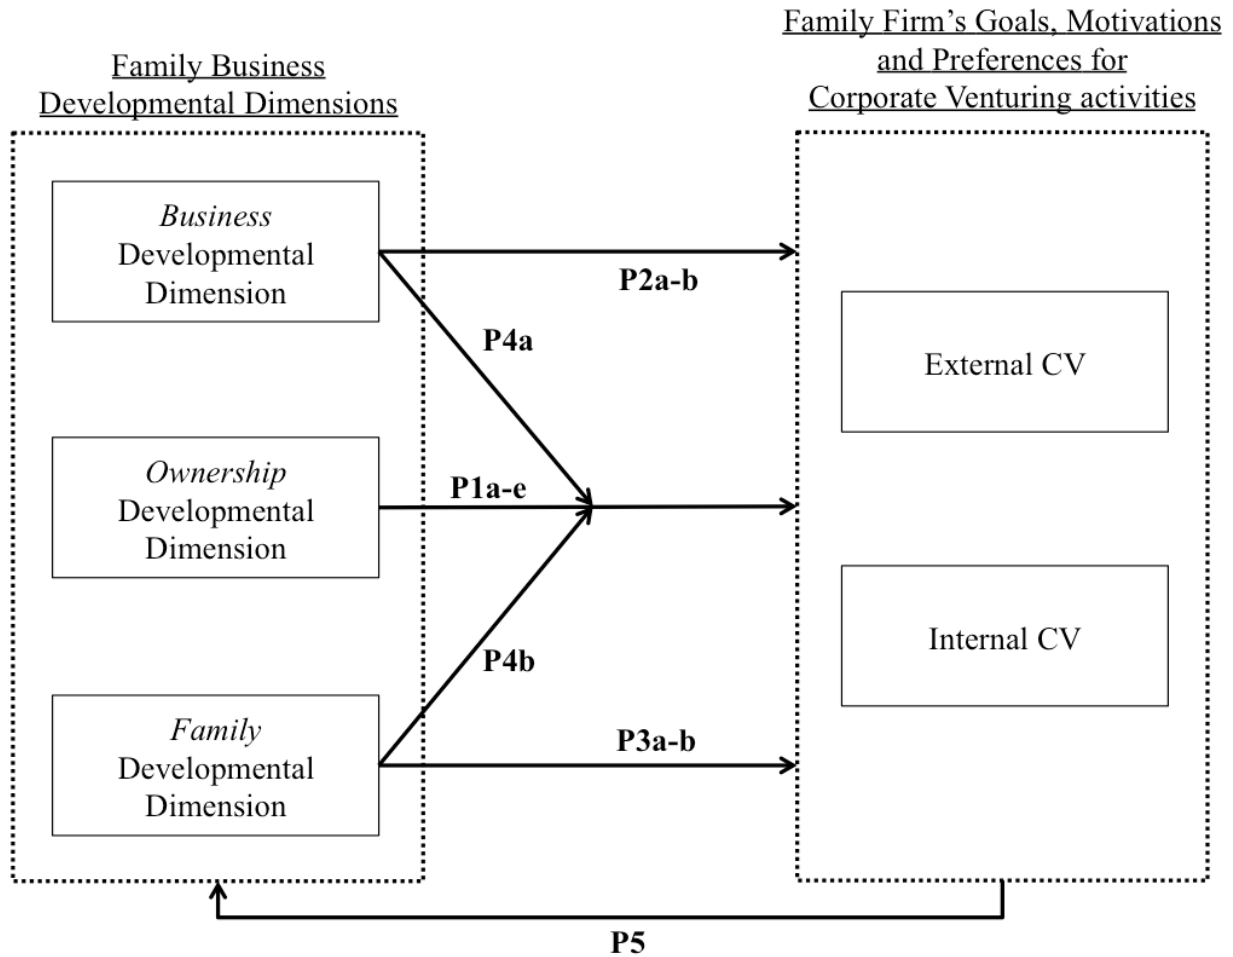 Family Business
Developmental Dimensions
Family Firm's Goals, Motivations
and Preferences for
Corporate Venturing activities
Business
Developmental
Dimension
P2a-b
P4a
External CV
Ownership
Developmental
Dimension
P1a-e
Internal CV
P4b
Family
Developmental
Dimension
P3a-b
P5